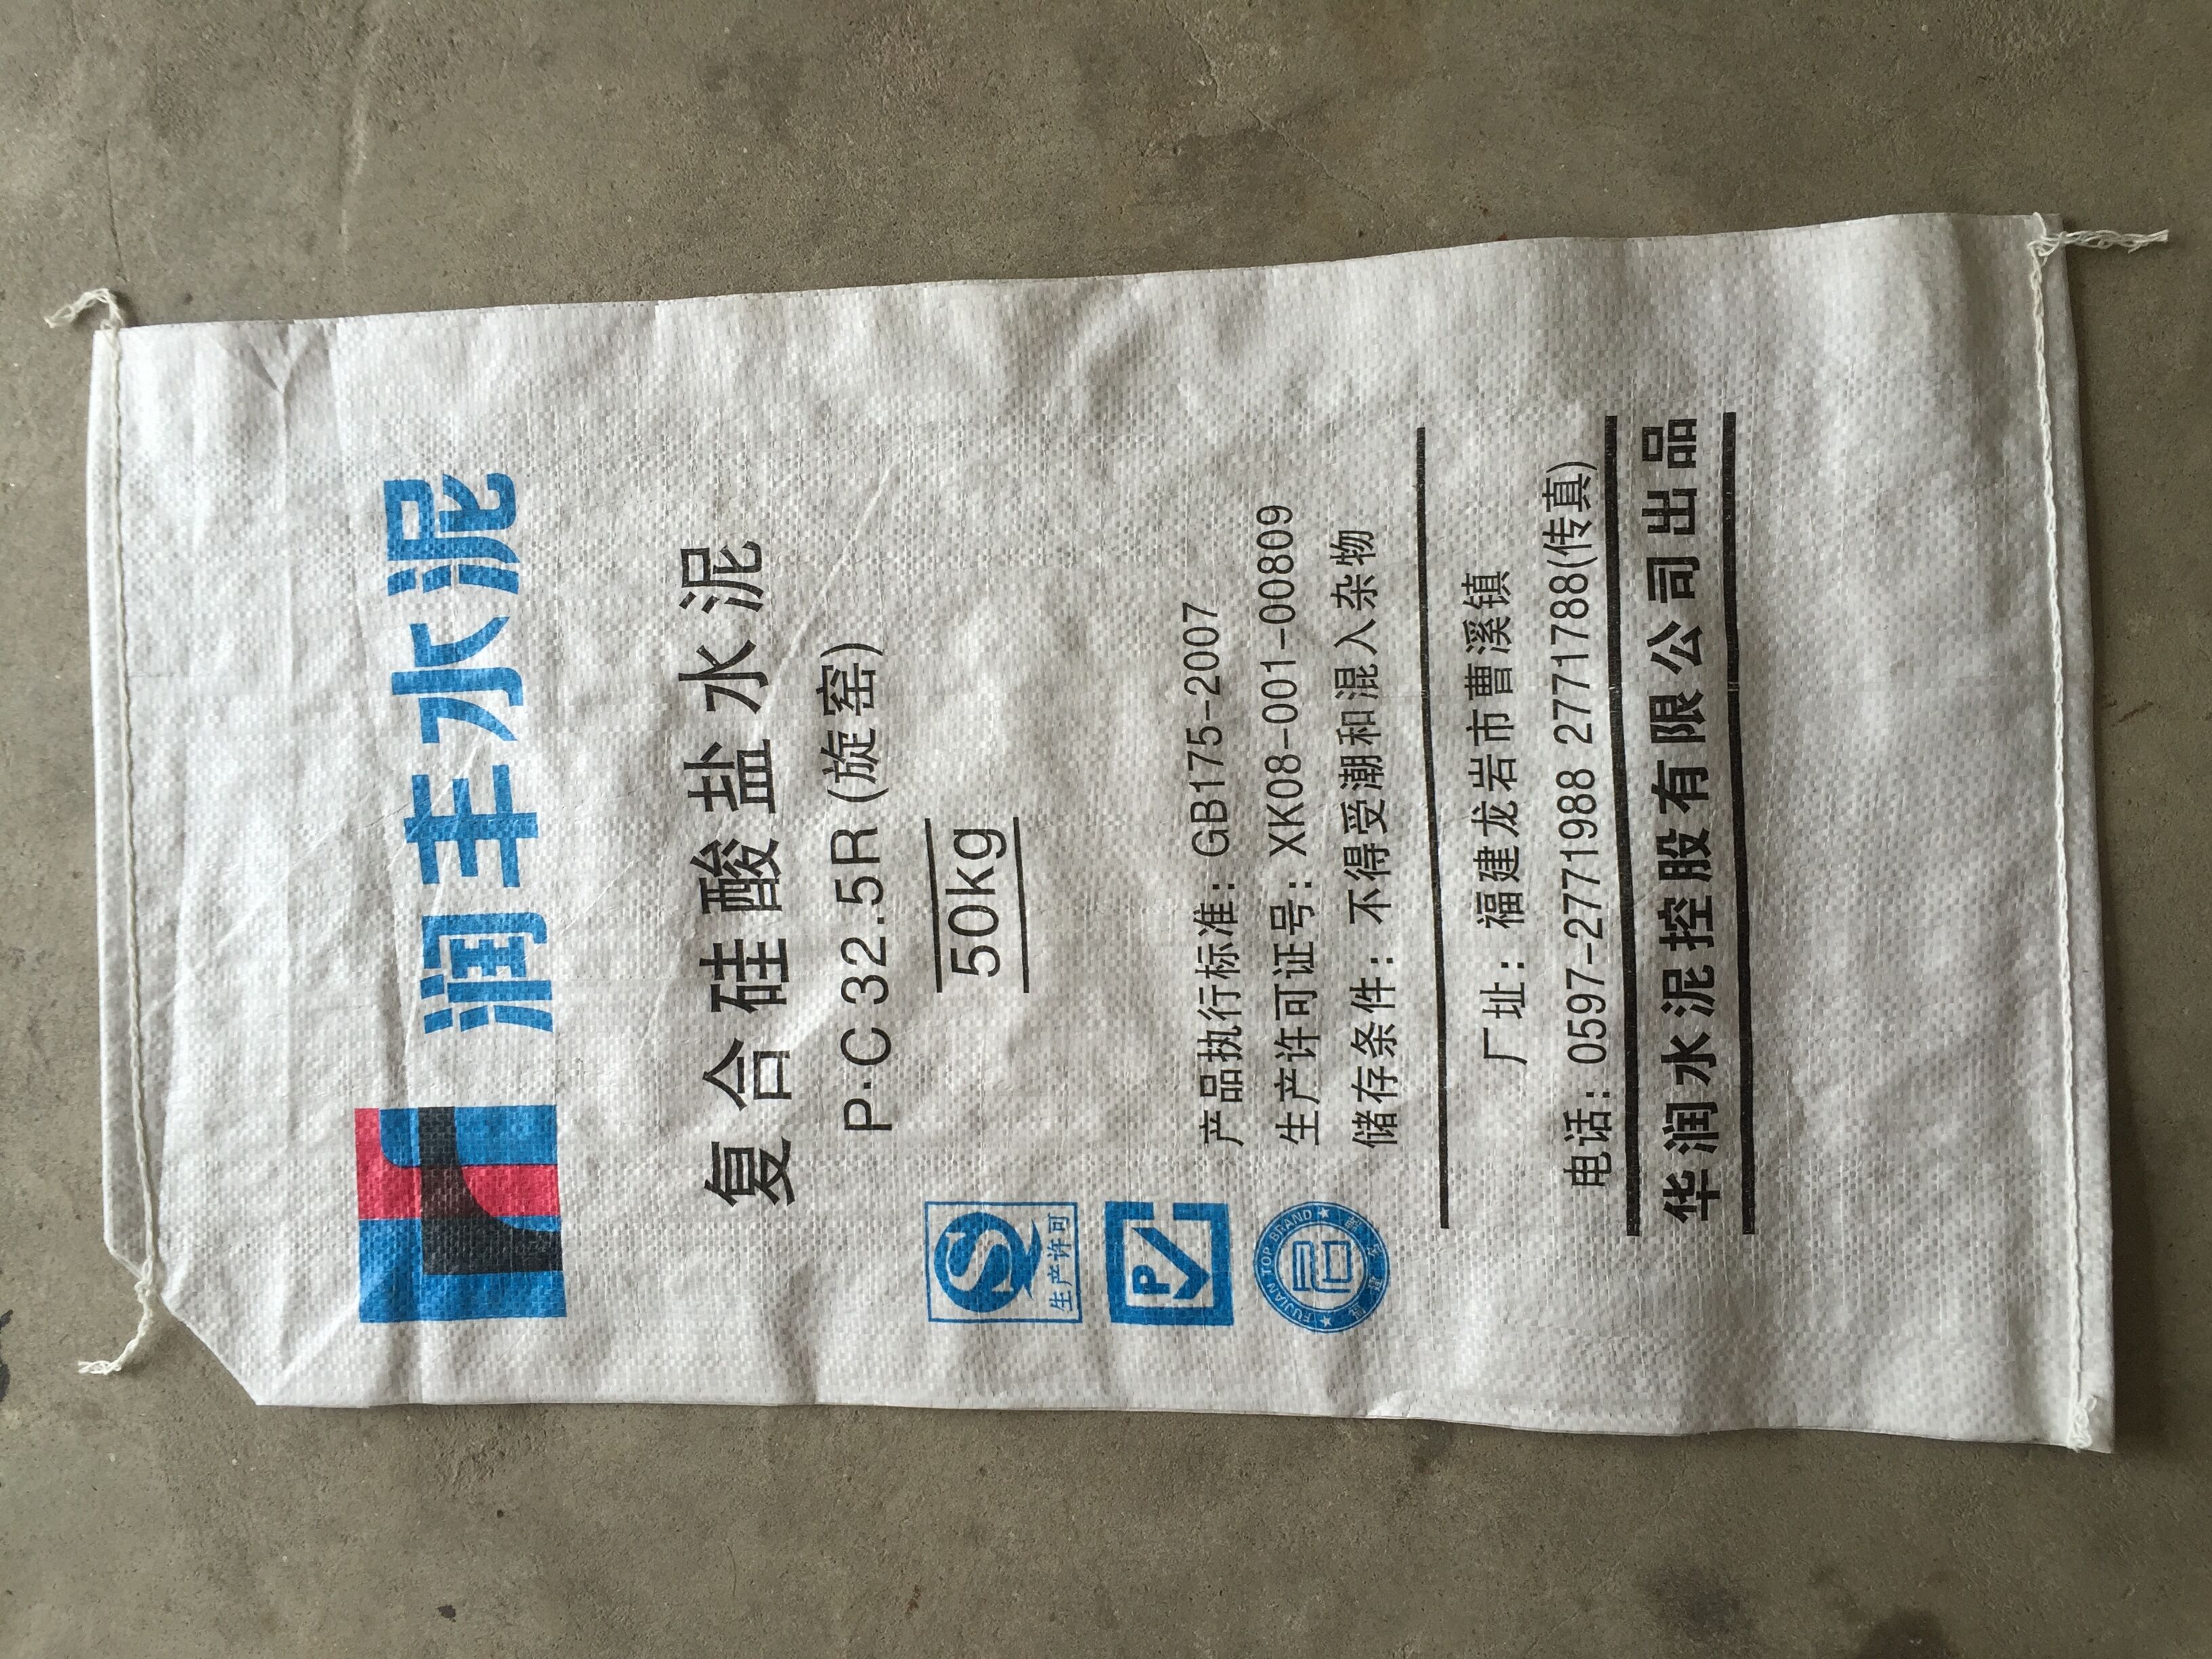 润丰水泥
复合硅酸盐水泥
P·C 32.5R (旋窑)
50kg
生产许可
P
FUJIAN TOP BRAND
福建名牌
产品执行标准：GB175-2007
生产许可证号：XK08-001-00809
储存条件：不得受潮和混入杂物
厂址：福建龙岩市曹溪镇
电话：0597-2771988 2771788(传真)
华润水泥控股有限公司出品